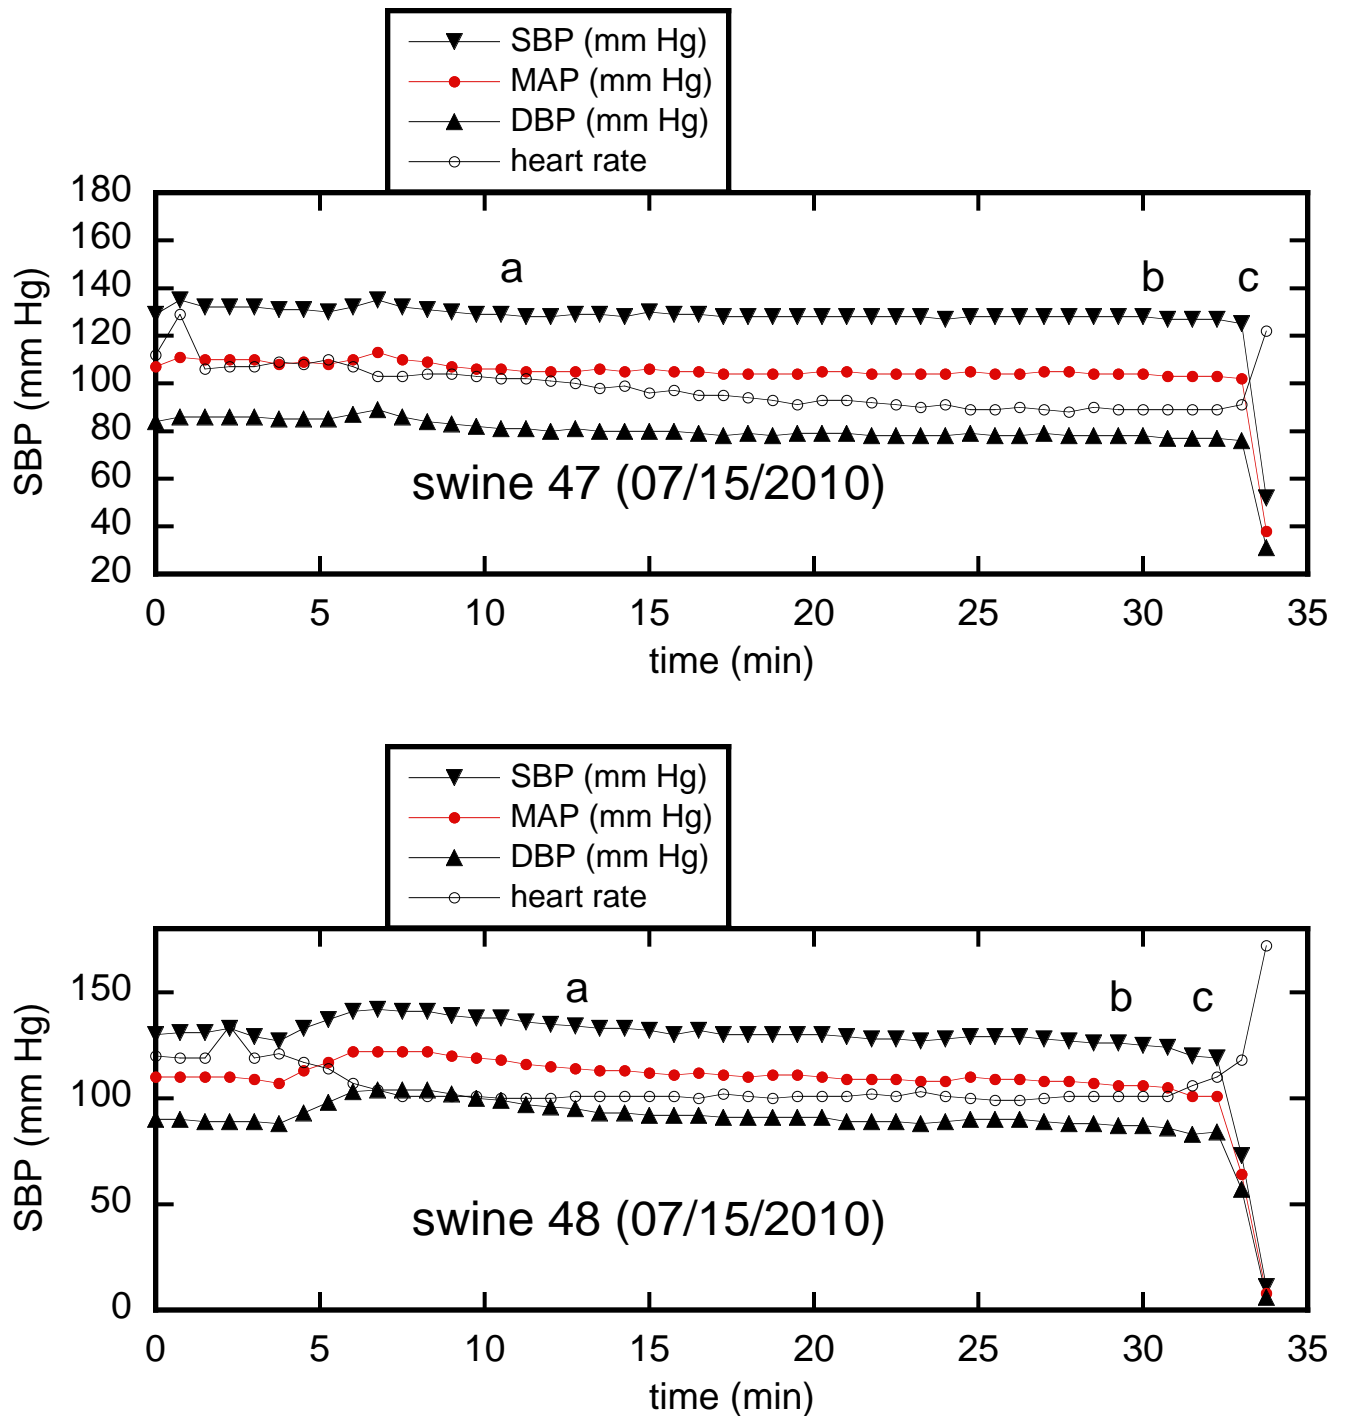 SBP (mm Hg)
MAP (mm Hg)
DBP (mm Hg)
heart rate
180
160
140
120
100
80
60
40
20
SBP (mm Hg)
a
b
c
swine 47 (07/15/2010)
0 5 10 15 20 25 30 35
time (min)
SBP (mm Hg)
MAP (mm Hg)
DBP (mm Hg)
heart rate
150
100
50
0
SBP (mm Hg)
a
b
c
swine 48 (07/15/2010)
0 5 10 15 20 25 30 35
time (min)